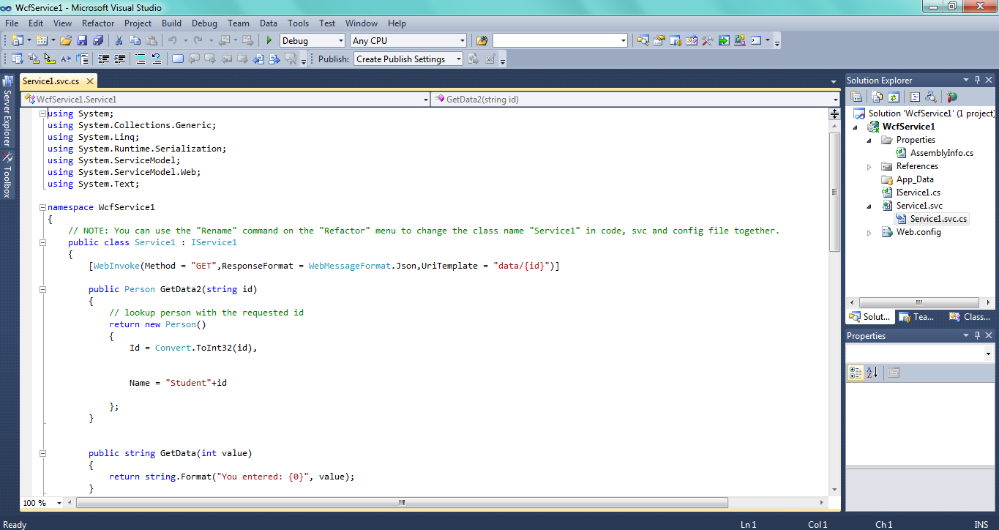 WcfService1 - Microsoft Visual Studio
File Edit View Refactor Project Build Debug Team Data Tools Test Window Help
Debug Any CPU
Publish: Create Publish Settings
Server Explorer
Toolbox
Service1.svc.cs
WcfService1.Service1 GetData2(string id)
using System;
using System.Collections.Generic;
using System.Linq;
using System.Runtime.Serialization;
using System.ServiceModel;
using System.ServiceModel.Web;
using System.Text;
namespace WcfService1
{
// NOTE: You can use the "Rename" command on the "Refactor" menu to change the class name "Service1" in code, svc and config file together.
public class Service1 : IService1
{
[WebInvoke(Method = "GET",ResponseFormat = WebMessageFormat.Json,UriTemplate = "data/{id}")]
public Person GetData2(string id)
{
// lookup person with the requested id
return new Person()
{
Id = Convert.ToInt32(id),
Name = "Student"+id
};
}
public string GetData(int value)
{
return string.Format("You entered: {0}", value);
}
100 %
Solution Explorer
Solution 'WcfService1' (1 project)
WcfService1
Properties
AssemblyInfo.cs
References
App_Data
IService1.cs
Service1.svc
Service1.svc.cs
Web.config
Solut... Tea... Class...
Properties
Ready Ln 1 Col 1 Ch 1 INS